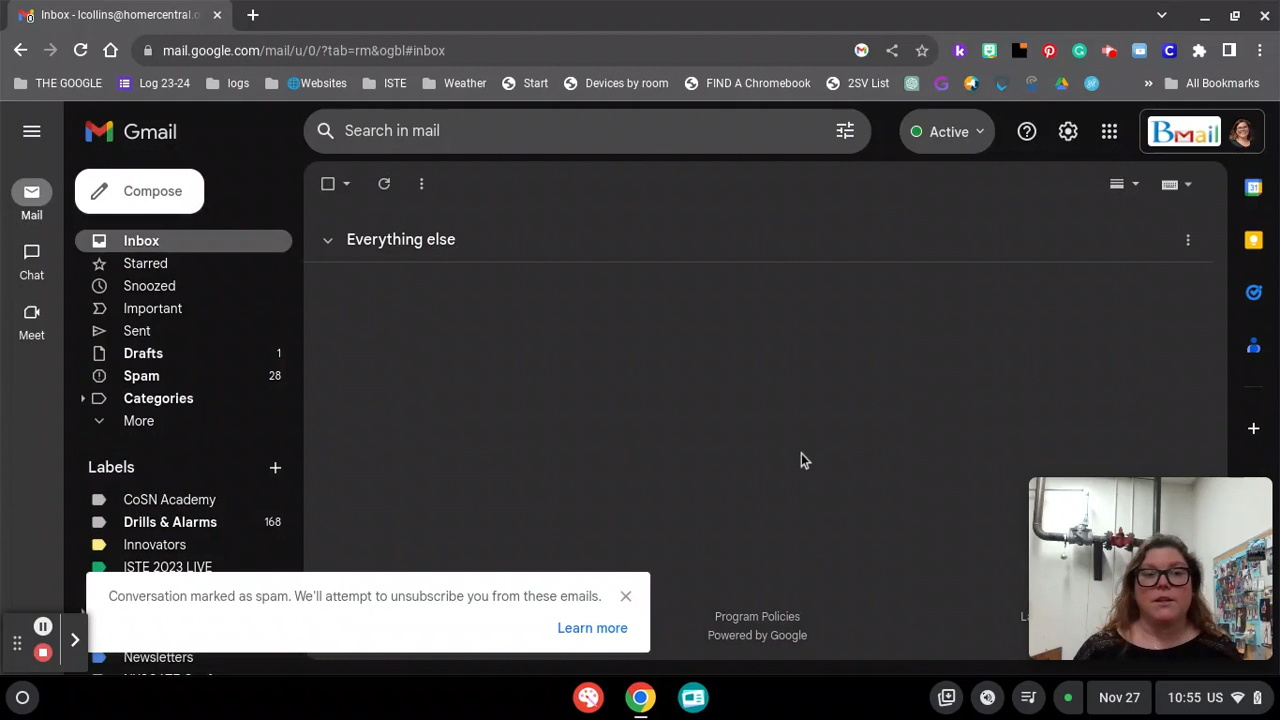 Inbox - lcollins@homercentral.o
mail.google.com/mail/u/0/?tab=rm&ogbl#inbox
THE GOOGLE Log 23-24 logs Websites ISTE Weather Start Devices by room FIND A Chromebook 2SV List » All Bookmarks
Gmail
Search in mail
Active
Bmail
Compose
Mail
Inbox
Everything else
Starred
Chat
Snoozed
Important
Meet
Sent
Drafts 1
Spam 28
Categories
More
Labels
CoSN Academy
Drills & Alarms 168
Innovators
ISTE 2023 LIVE
Conversation marked as spam. We'll attempt to unsubscribe you from these emails.
Learn more
Program Policies
Powered by Google
Newsletters
Nov 27
10:55 US